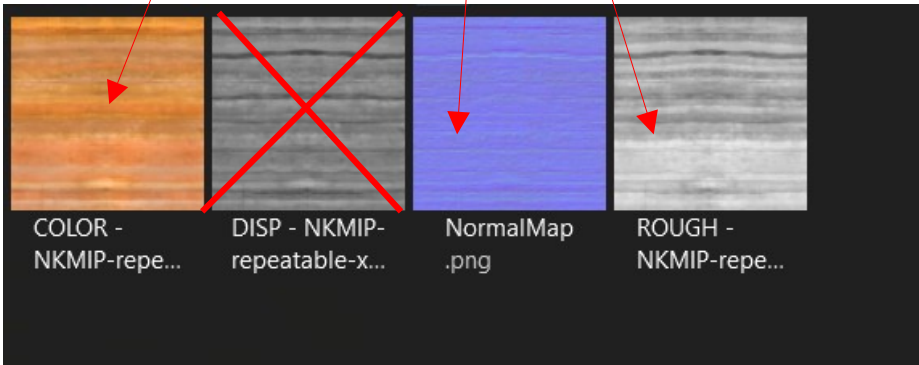 COLOR -
NKMIP-repe...
DISP - NKMIP-
repeatable-x...
NormalMap
.png
ROUGH -
NKMIP-repe...